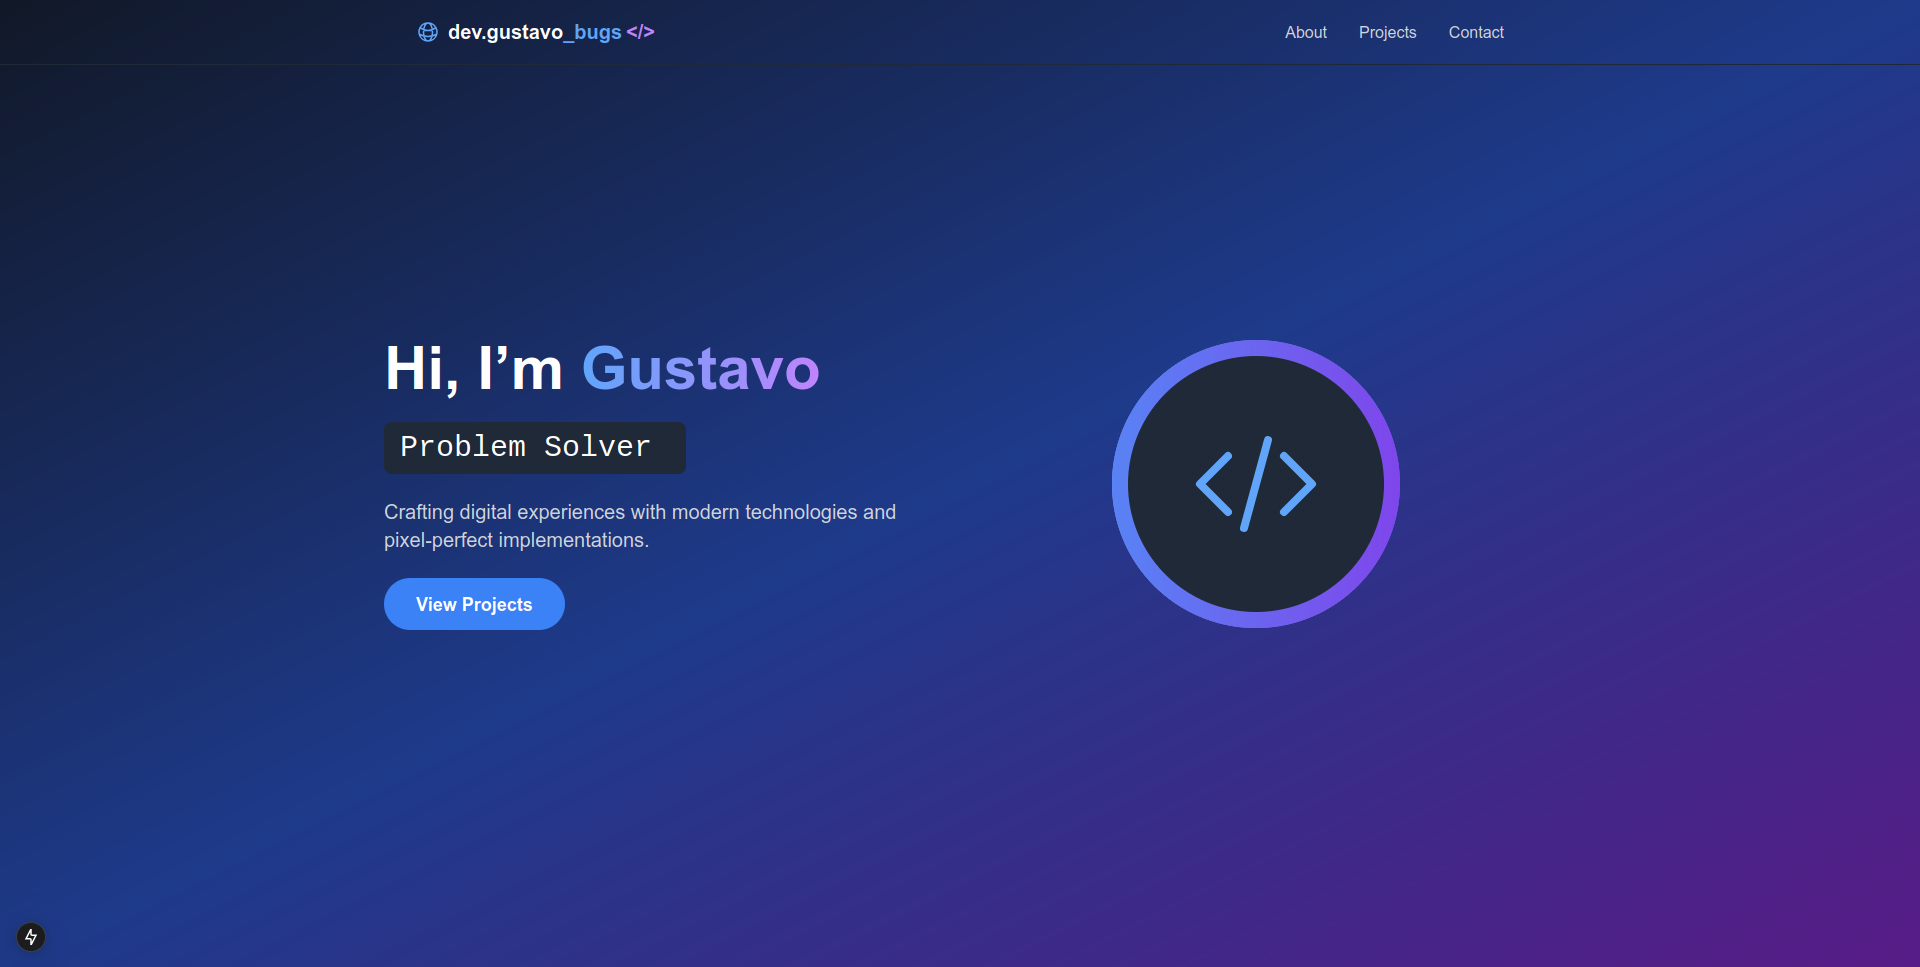 dev.gustavo_bugs </>
About Projects Contact
Hi, I’m Gustavo
Problem Solver
Crafting digital experiences with modern technologies and
pixel-perfect implementations.
View Projects